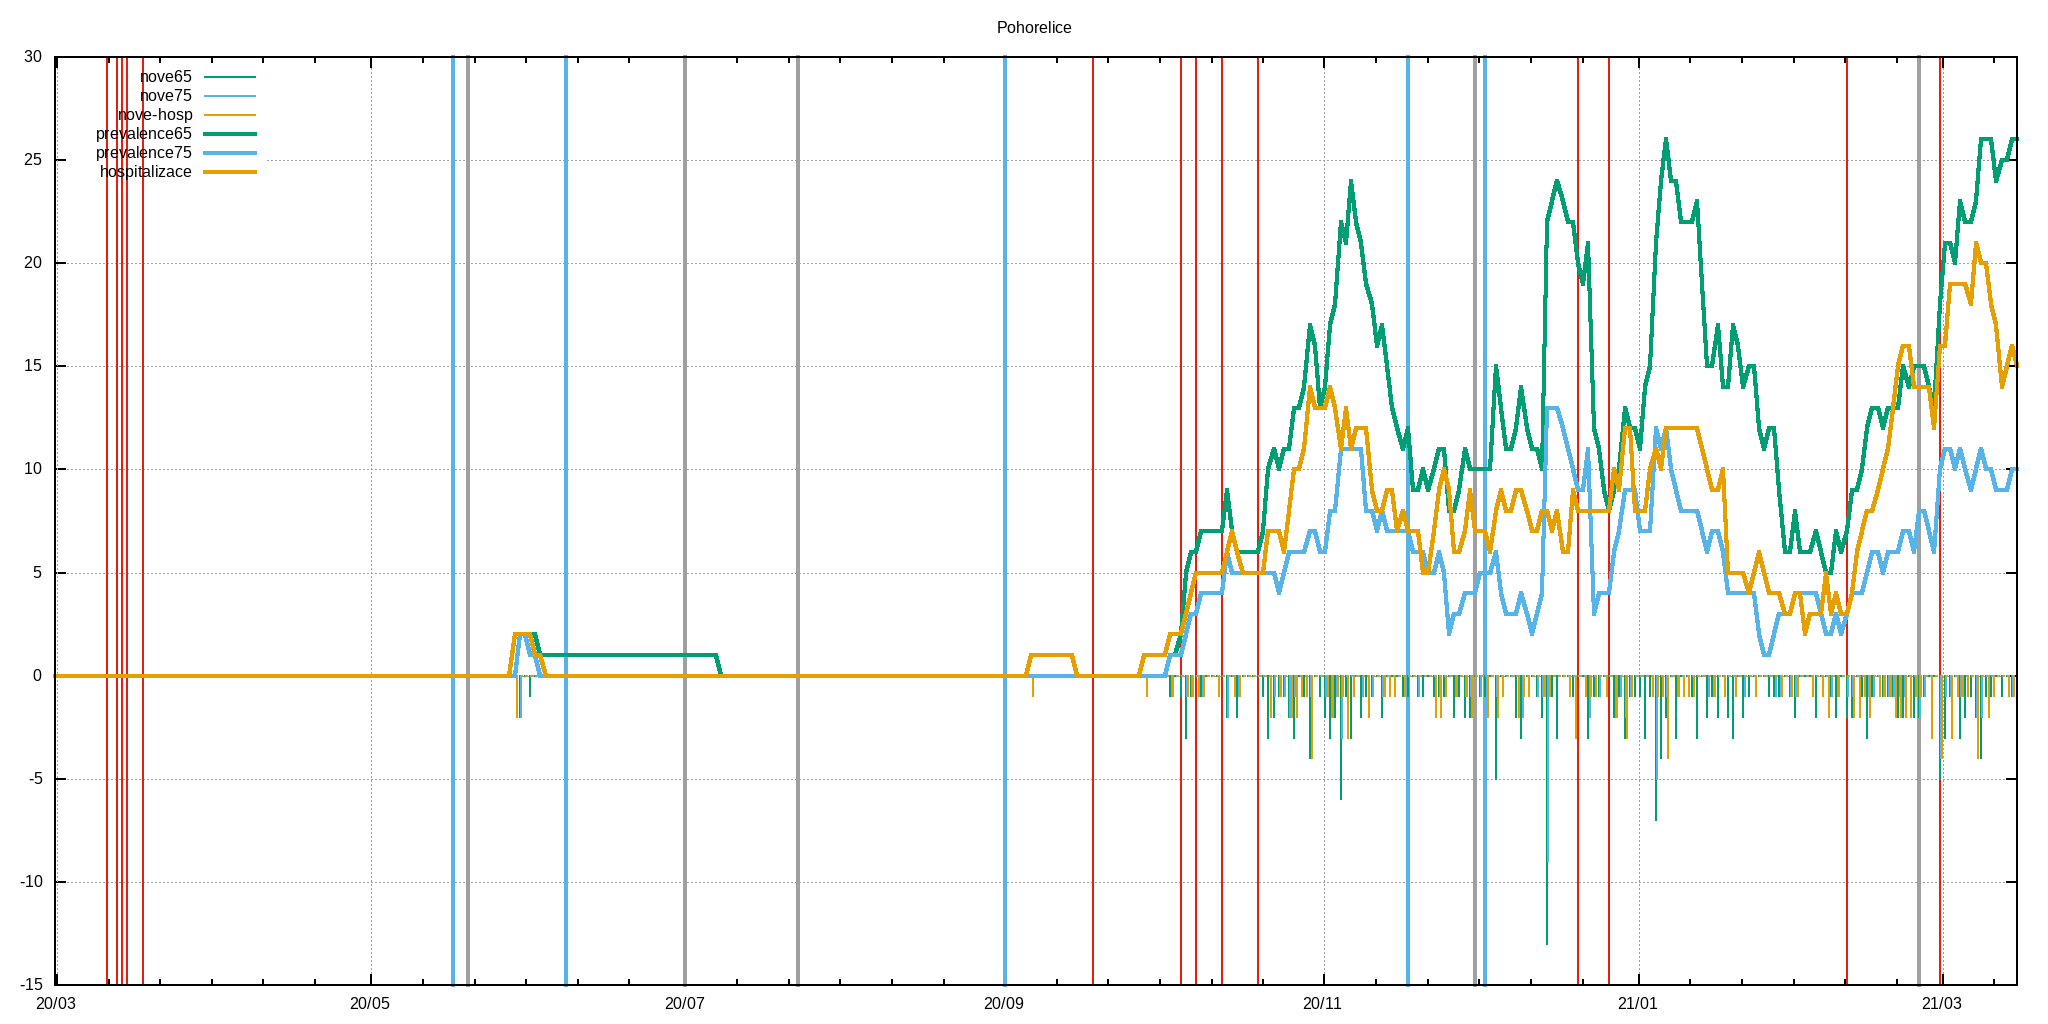 Pohorelice
30
25
20
15
10
5
0
-5
-10
-15
nove65
nove75
nove-hosp
prevalence65
prevalence75
hospitalizace
20/03 20/05 20/07 20/09 20/11 21/01 21/03